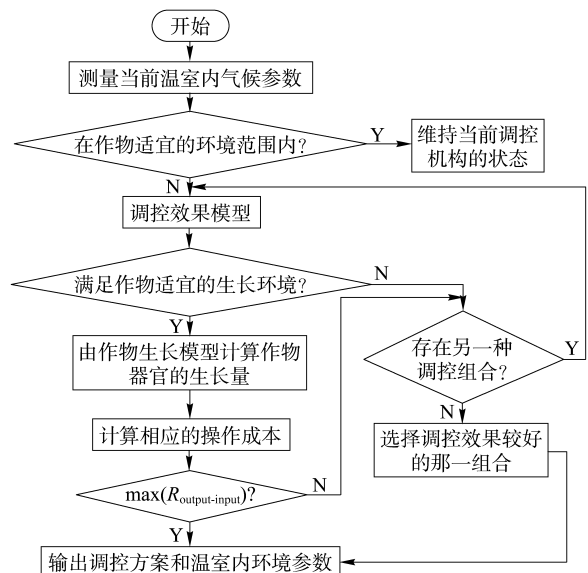 开始
测量当前温室内气候参数
在作物适宜的环境范围内?
Y
维持当前调控
机构的状态
N
调控效果模型
满足作物适宜的生长环境?
N
Y
由作物生长模型计算作物
器官的生长量
存在另一种
调控组合?
Y
N
计算相应的操作成本
选择调控效果较好
的那一组合
max(Routput-input)?
N
Y
输出调控方案和温室内环境参数